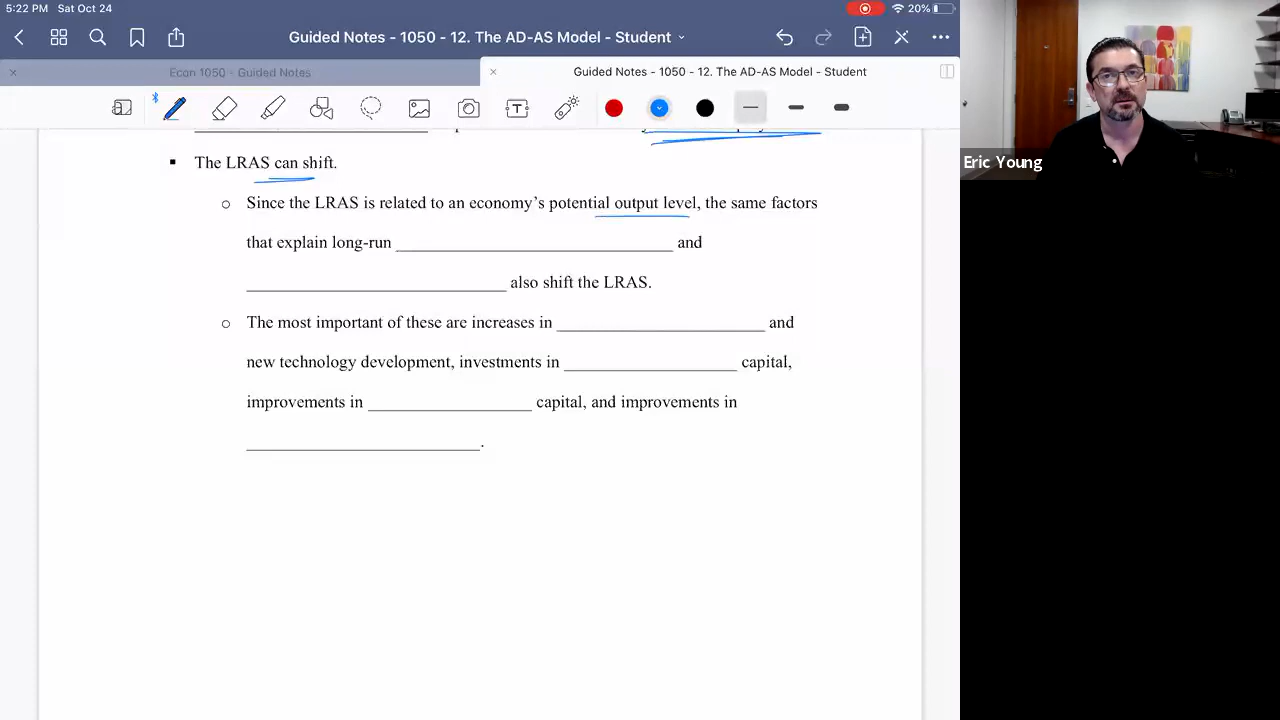 5:22 PM Sat Oct 24
20%
Guided Notes - 1050 - 12. The AD-AS Model - Student
Econ 1050 - Guided Notes
Guided Notes - 1050 - 12. The AD-AS Model - Student
The LRAS can shift.
Since the LRAS is related to an economy’s potential output level, the same factors
that explain long-run ______________________________ and
____________________________ also shift the LRAS.
The most important of these are increases in ______________________ and
new technology development, investments in ___________________ capital,
improvements in __________________ capital, and improvements in
_________________________.
Eric Young